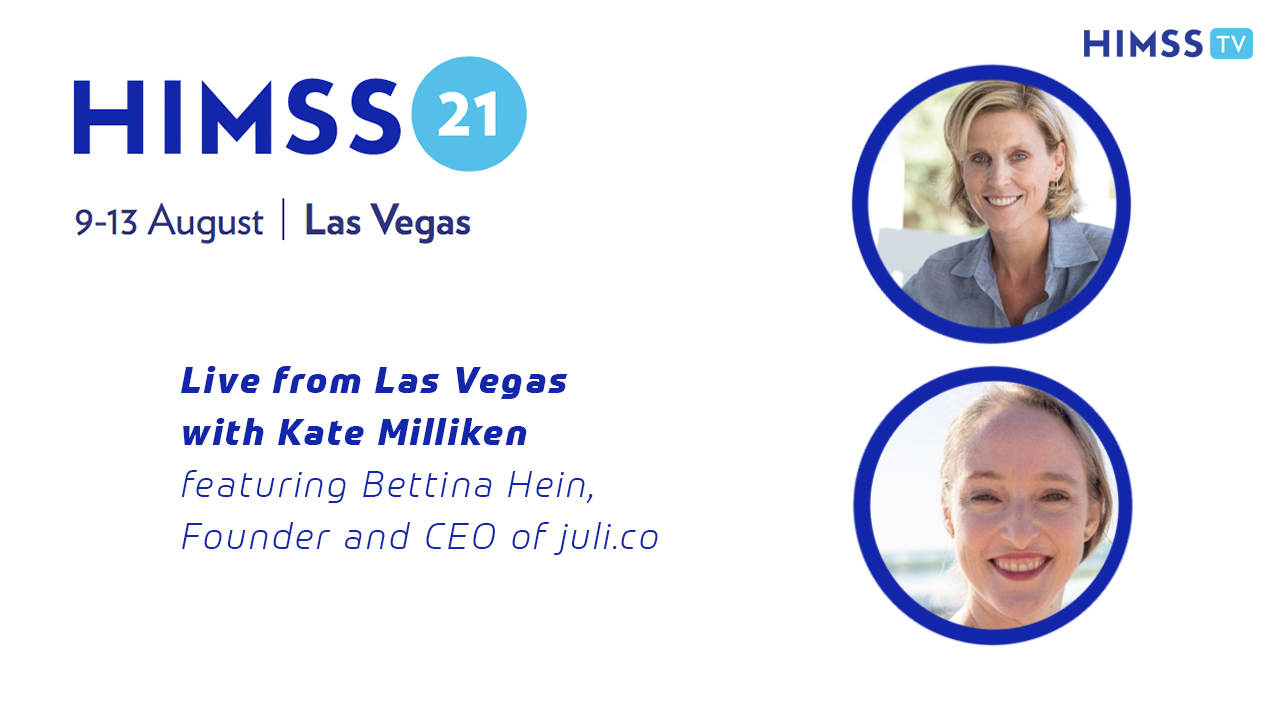 HIMSS TV
HIMSS 21
9-13 August | Las Vegas
Live from Las Vegas
with Kate Milliken
featuring Bettina Hein,
Founder and CEO of juli.co